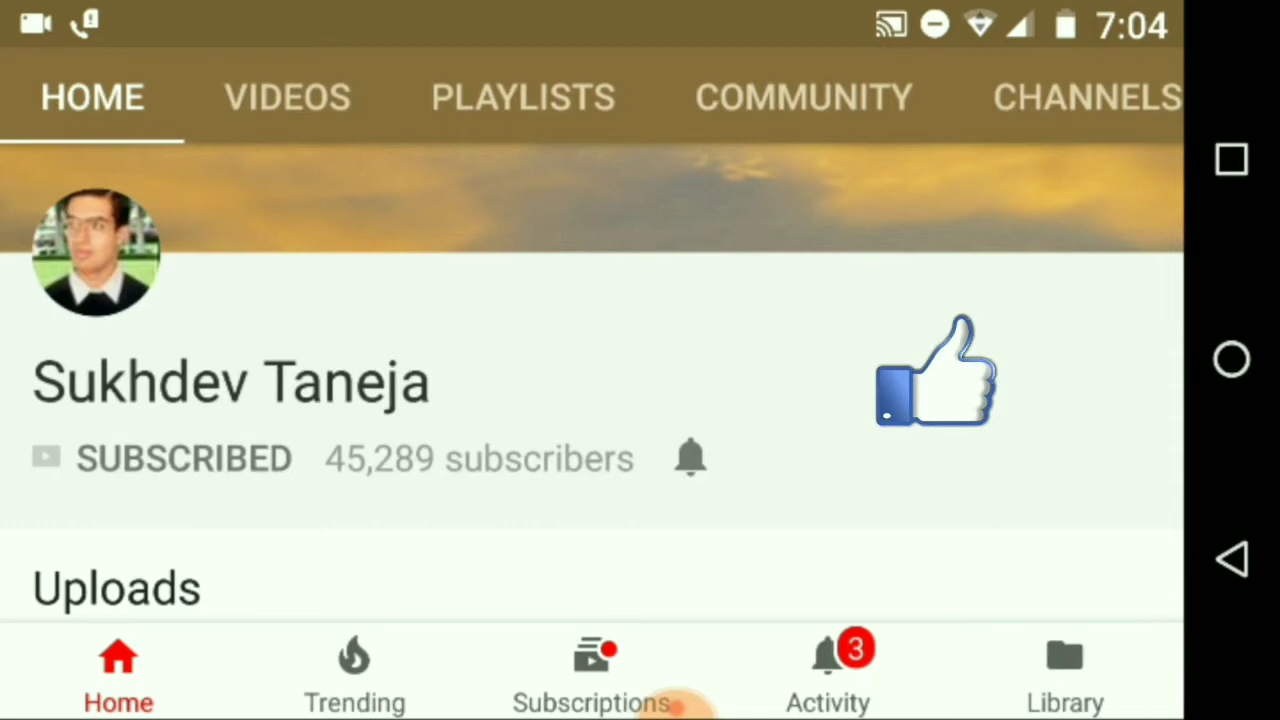 7:04
HOME VIDEOS PLAYLISTS COMMUNITY CHANNELS
Sukhdev Taneja
SUBSCRIBED 45,289 subscribers
Uploads
3
Home Trending Subscriptions Activity Library